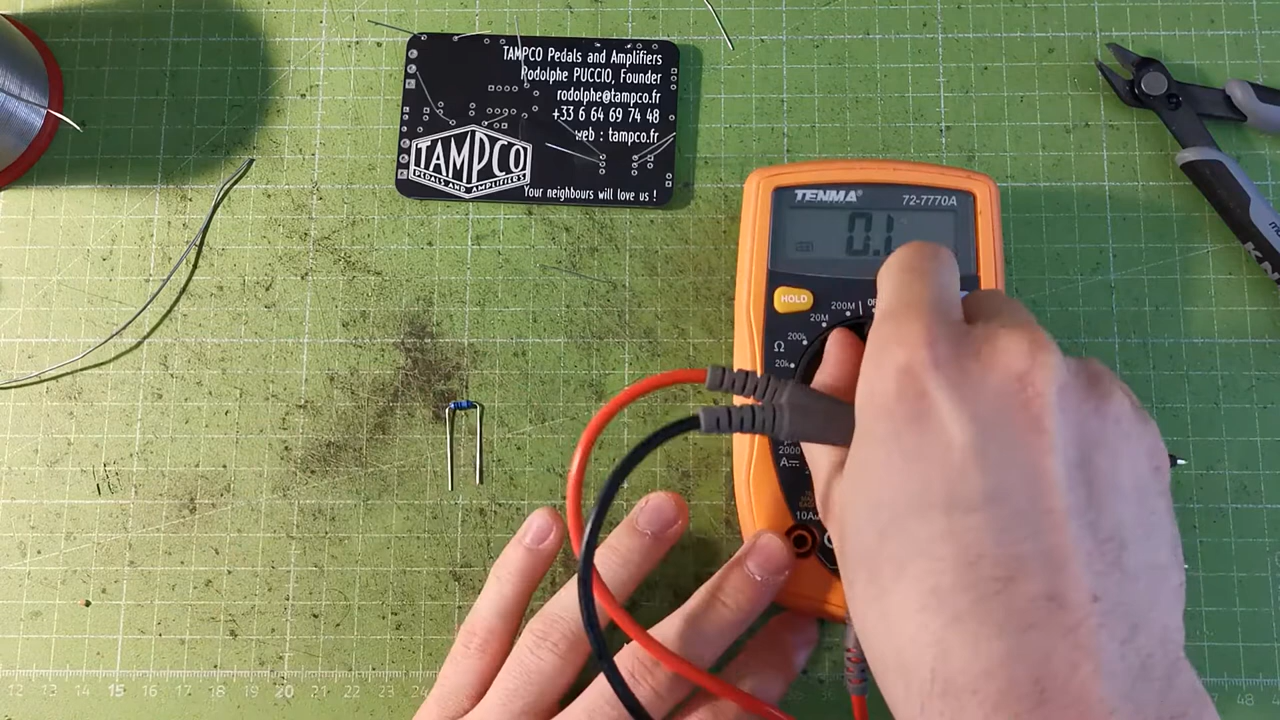 TAMPCO Pedals and Amplifiers
Rodolphe PUCCIO, Founder
rodolphe@tampco.fr
+33 6 64 69 74 48
web : tampco.fr
TAMPCO
PEDALS AND AMPLIFIERS
Your neighbours will love us !
TENMA®
72-7770A
0.1
HOLD
200M
20M
200k
Ω
20k
2000
A
10A
12 13 14 15 16 17 18 19 20 21 22 23 24
48